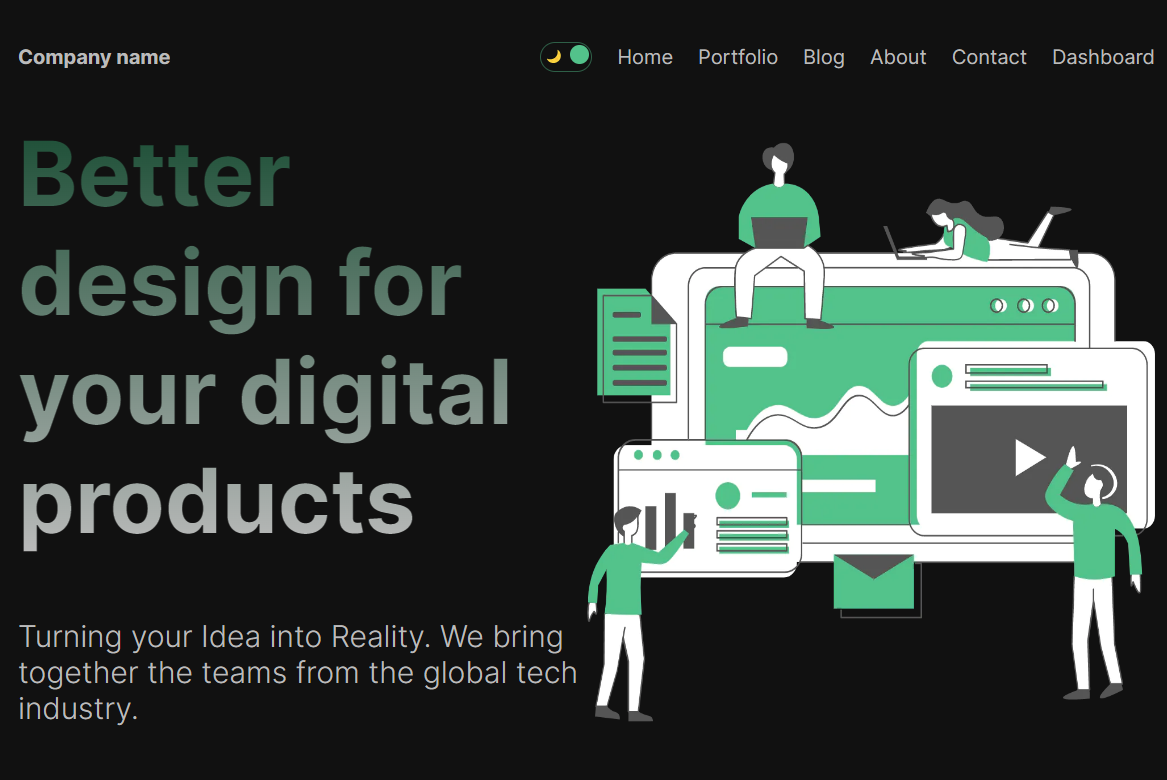 Company name
Home Portfolio Blog About Contact Dashboard
Better
design for
your digital
products
Turning your Idea into Reality. We bring
together the teams from the global tech
industry.